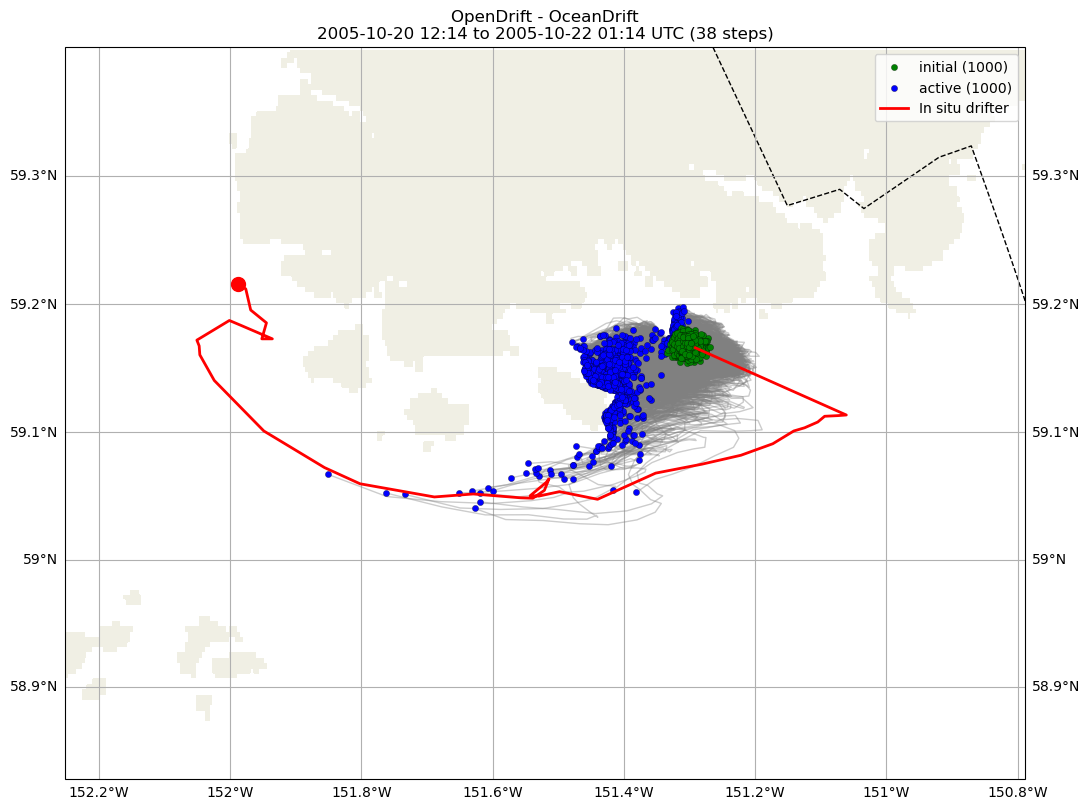 OpenDrift - OceanDrift
2005-10-20 12:14 to 2005-10-22 01:14 UTC (38 steps)
initial (1000)
active (1000)
In situ drifter
59.3°N
59.3°N
59.2°N
59.2°N
59.1°N
59.1°N
59°N
59°N
58.9°N
58.9°N
152.2°W
152°W
151.8°W
151.6°W
151.4°W
151.2°W
151°W
150.8°W